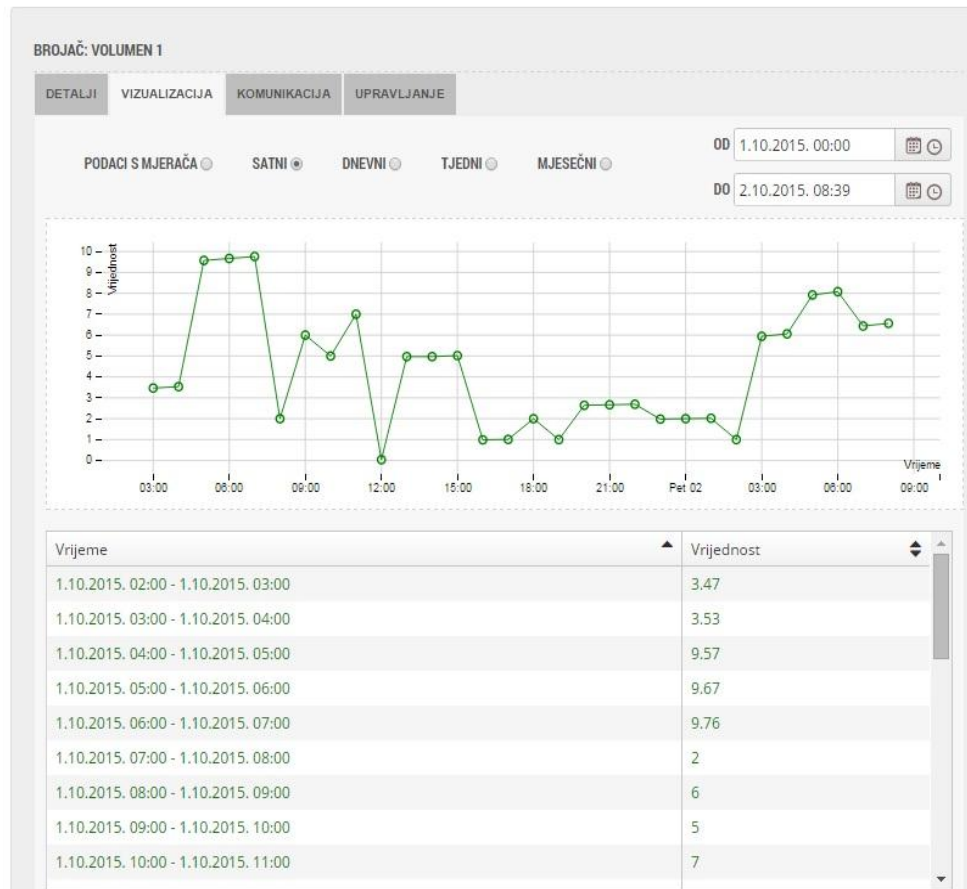 BROJAČ: VOLUMEN 1
DETALJI VIZUALIZACIJA KOMUNIKACIJA UPRAVLJANJE
PODACI S MJERAČA SATNI DNEVNI TJEDNI MJESEČNI
OD 1.10.2015. 00:00
DO 2.10.2015. 08:39
Vrijednost
10
9
8
7
6
5
4
3
2
1
0
Vrijeme
03:00 06:00 09:00 12:00 15:00 18:00 21:00 Pet 02 03:00 06:00 09:00
Vrijeme Vrijednost
1.10.2015. 02:00 - 1.10.2015. 03:00 3.47
1.10.2015. 03:00 - 1.10.2015. 04:00 3.53
1.10.2015. 04:00 - 1.10.2015. 05:00 9.57
1.10.2015. 05:00 - 1.10.2015. 06:00 9.67
1.10.2015. 06:00 - 1.10.2015. 07:00 9.76
1.10.2015. 07:00 - 1.10.2015. 08:00 2
1.10.2015. 08:00 - 1.10.2015. 09:00 6
1.10.2015. 09:00 - 1.10.2015. 10:00 5
1.10.2015. 10:00 - 1.10.2015. 11:00 7